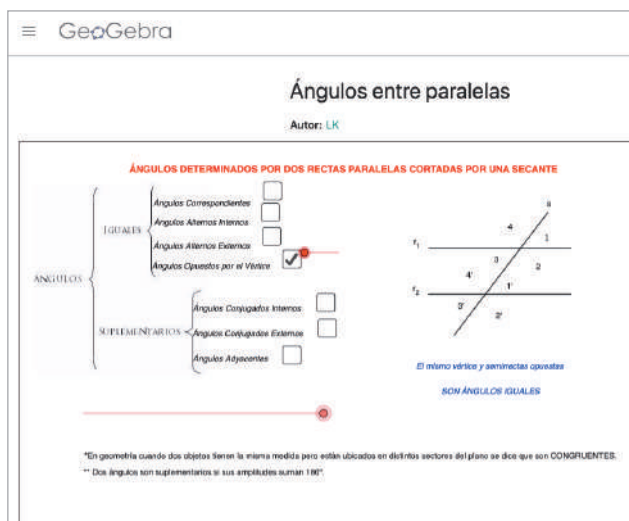 GeoGebra
Ángulos entre paralelas
Autor: LK
ÁNGULOS DETERMINADOS POR DOS RECTAS PARALELAS CORTADAS POR UNA SECANTE
ÁNGULOS
IGUALES
Ángulos Correspondientes
Ángulos Alternos Internos
Ángulos Alternos Externos
Ángulos Opuestos por el Vértice
SUPLEMENTARIOS
Ángulos Conjugados Internos
Ángulos Conjugados Externos
Ángulos Adyacentes
4
1
r₁
3
2
4'
1'
r₂
3'
2'
El mismo vértice y semirrectas opuestas
SON ÁNGULOS IGUALES
*En geometría cuando dos objetos tienen la misma medida pero están ubicados en distintos sectores del plano se dice que son CONGRUENTES.
** Dos ángulos son suplementarios si sus amplitudes suman 180°.